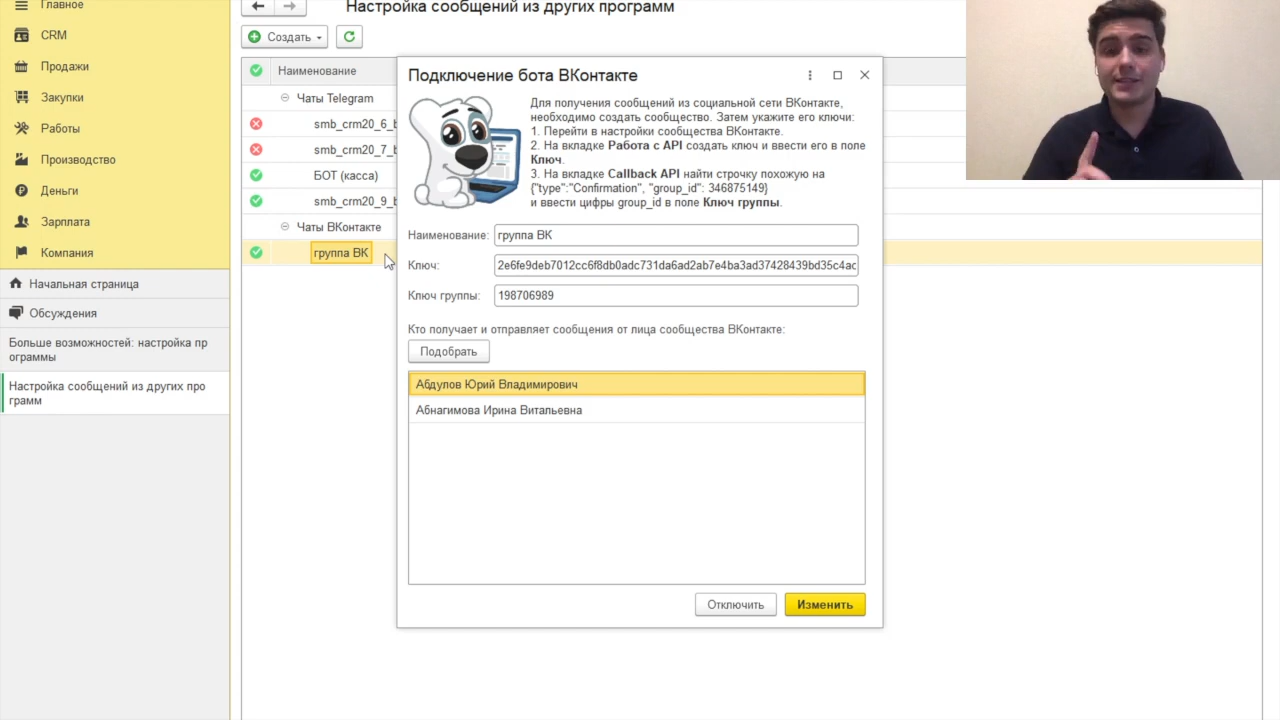 Главное
CRM
Продажи
Закупки
Работы
Производство
Деньги
Зарплата
Компания
Начальная страница
Обсуждения
Больше возможностей: настройка пр
ограммы
Настройка сообщений из других про
грамм
Настройка сообщений из других программ
Создать
Наименование
Чаты Telegram
smb_crm20_6_b
smb_crm20_7_b
БОТ (касса)
smb_crm20_9_b
Чаты ВКонтакте
группа ВК
Подключение бота ВКонтакте
Для получения сообщений из социальной сети ВКонтакте,
необходимо создать сообщество. Затем укажите его ключи:
1. Перейти в настройки сообщества ВКонтакте.
2. На вкладке Работа с API создать ключ и ввести его в поле
Ключ.
3. На вкладке Callback API найти строчку похожую на
{"type":"Confirmation", "group_id": 346875149}
и ввести цифры group_id в поле Ключ группы.
Наименование: группа ВК
Ключ: 2e6fe9deb7012cc6f8db0adc731da6ad2ab7e4ba3ad37428439bd35c4ac
Ключ группы: 198706989
Кто получает и отправляет сообщения от лица сообщества ВКонтакте:
Подобрать
Абдулов Юрий Владимирович
Абнагимова Ирина Витальевна
Отключить
Изменить